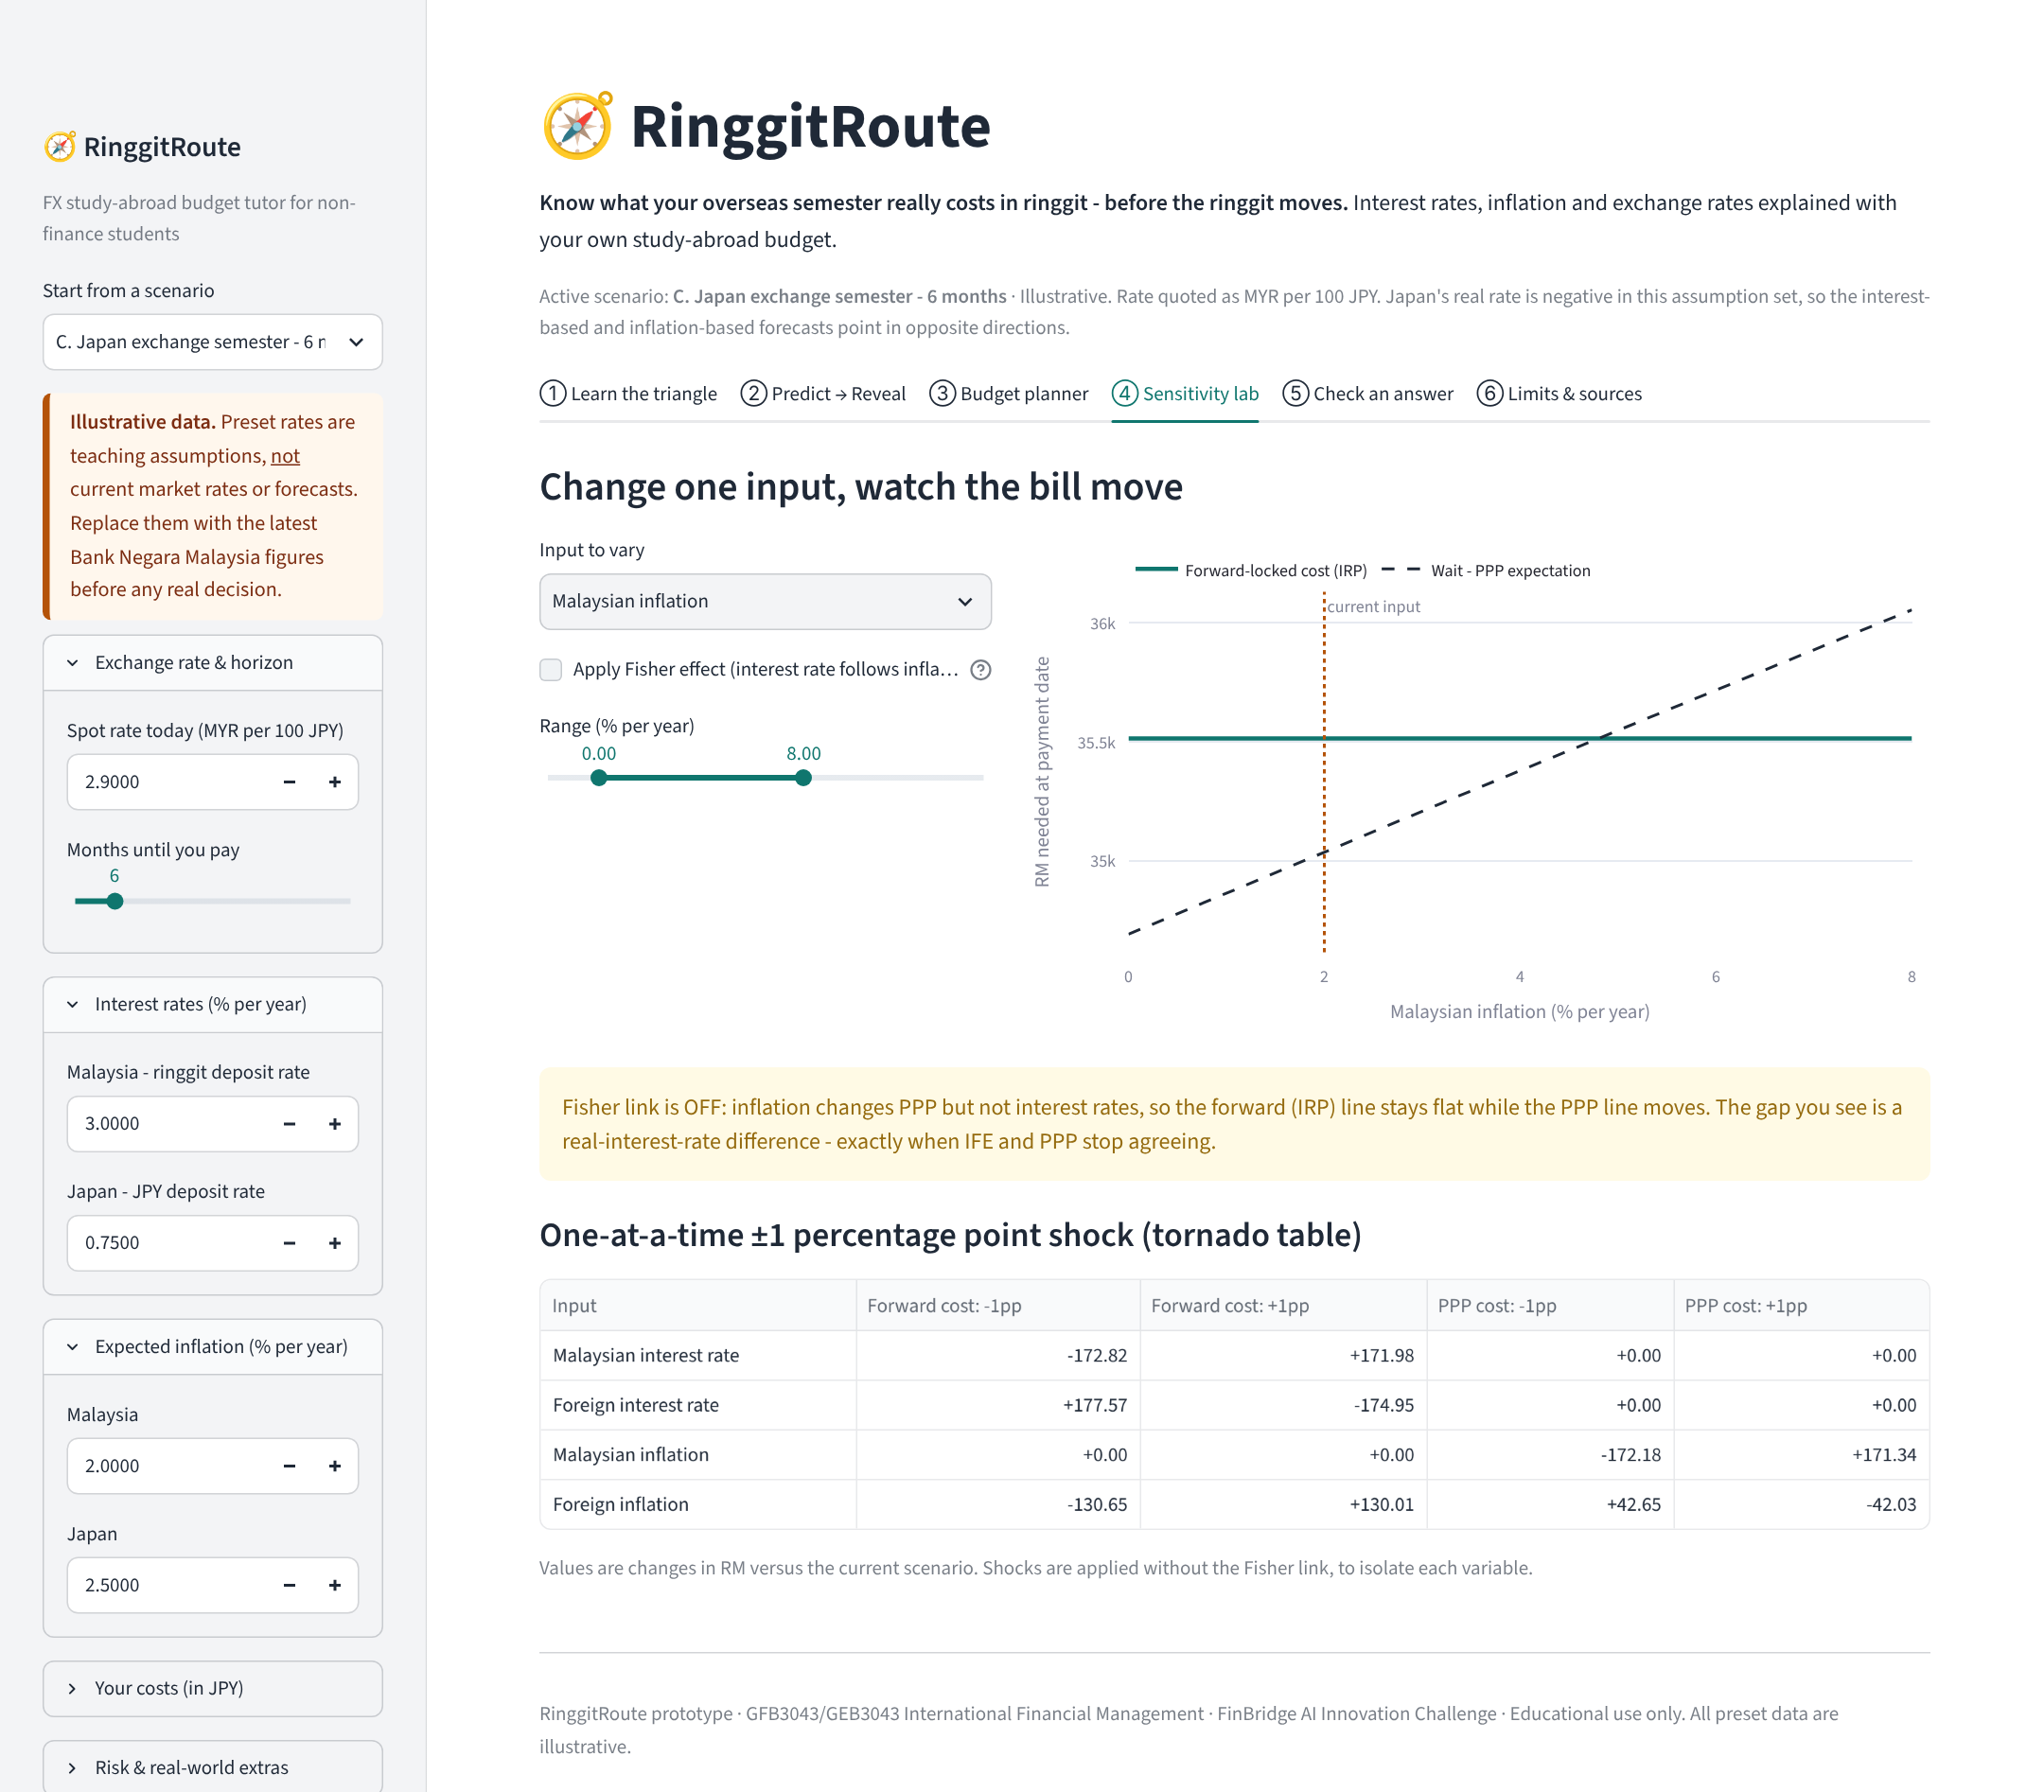 RinggitRoute
FX study-abroad budget tutor for non-
finance students
Start from a scenario
C. Japan exchange semester - 6 r
Illustrative data. Preset rates are
teaching assumptions, not
current market rates or forecasts.
Replace them with the latest
Bank Negara Malaysia figures
before any real decision.
Exchange rate & horizon
Spot rate today (MYR per 100 JPY)
2.9000
Months until you pay
6
Interest rates (% per year)
Malaysia - ringgit deposit rate
3.0000
Japan - JPY deposit rate
0.7500
Expected inflation (% per year)
Malaysia
2.0000
Japan
2.5000
Your costs (in JPY)
Risk & real-world extras
RinggitRoute
Know what your overseas semester really costs in ringgit - before the ringgit moves. Interest rates, inflation and exchange rates explained with
your own study-abroad budget.
Active scenario: C. Japan exchange semester - 6 months · Illustrative. Rate quoted as MYR per 100 JPY. Japan's real rate is negative in this assumption set, so the interest-
based and inflation-based forecasts point in opposite directions.
① Learn the triangle ② Predict → Reveal ③ Budget planner ④ Sensitivity lab ⑤ Check an answer ⑥ Limits & sources
Change one input, watch the bill move
Input to vary
Malaysian inflation
Apply Fisher effect (interest rate follows infla…
Range (% per year)
0.00 8.00
Forward-locked cost (IRP) Wait - PPP expectation
current input
36k
35.5k
35k
RM needed at payment date
0 2 4 6 8
Malaysian inflation (% per year)
Fisher link is OFF: inflation changes PPP but not interest rates, so the forward (IRP) line stays flat while the PPP line moves. The gap you see is a
real-interest-rate difference - exactly when IFE and PPP stop agreeing.
One-at-a-time ±1 percentage point shock (tornado table)
Input Forward cost: -1pp Forward cost: +1pp PPP cost: -1pp PPP cost: +1pp
Malaysian interest rate -172.82 +171.98 +0.00 +0.00
Foreign interest rate +177.57 -174.95 +0.00 +0.00
Malaysian inflation +0.00 +0.00 -172.18 +171.34
Foreign inflation -130.65 +130.01 +42.65 -42.03
Values are changes in RM versus the current scenario. Shocks are applied without the Fisher link, to isolate each variable.
RinggitRoute prototype · GFB3043/GEB3043 International Financial Management · FinBridge AI Innovation Challenge · Educational use only. All preset data are
illustrative.